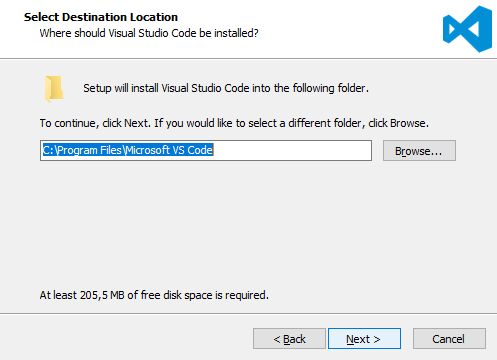 Select Destination Location
Where should Visual Studio Code be installed?
Setup will install Visual Studio Code into the following folder.
To continue, click Next. If you would like to select a different folder, click Browse.
C:\Program Files\Microsoft VS Code
Browse...
At least 205,5 MB of free disk space is required.
< Back
Next >
Cancel